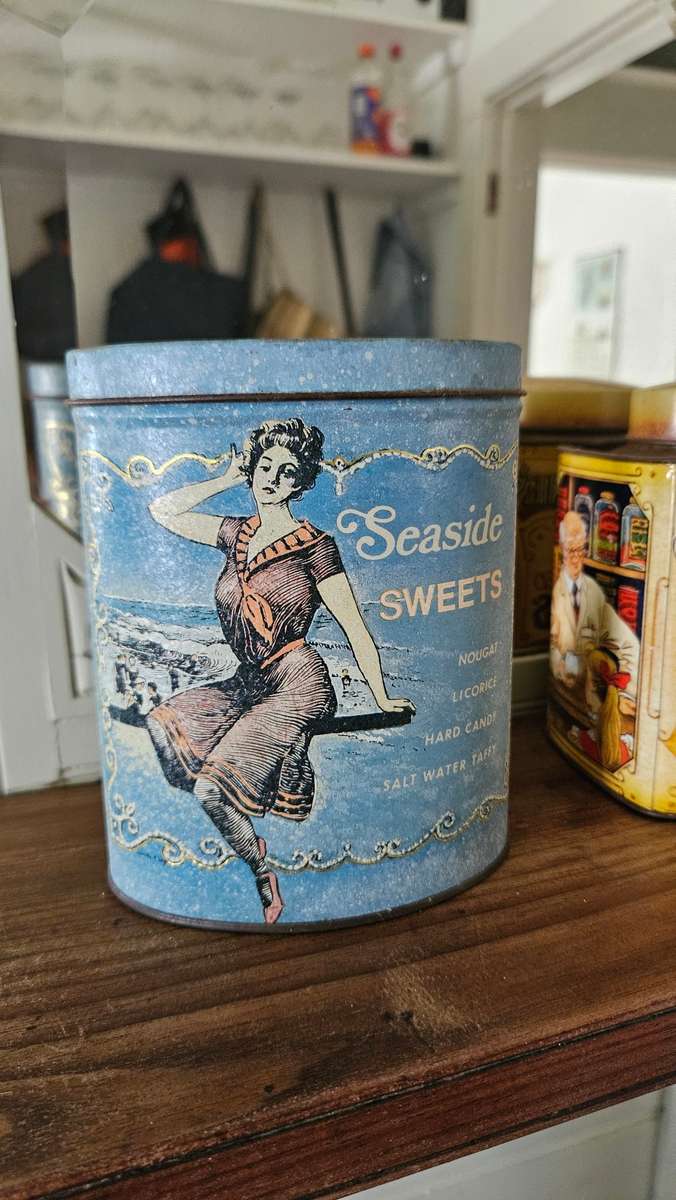 Seaside
SWEETS
NOUGAT
LICORICE
HARD CANDY
SALT WATER TAFFY